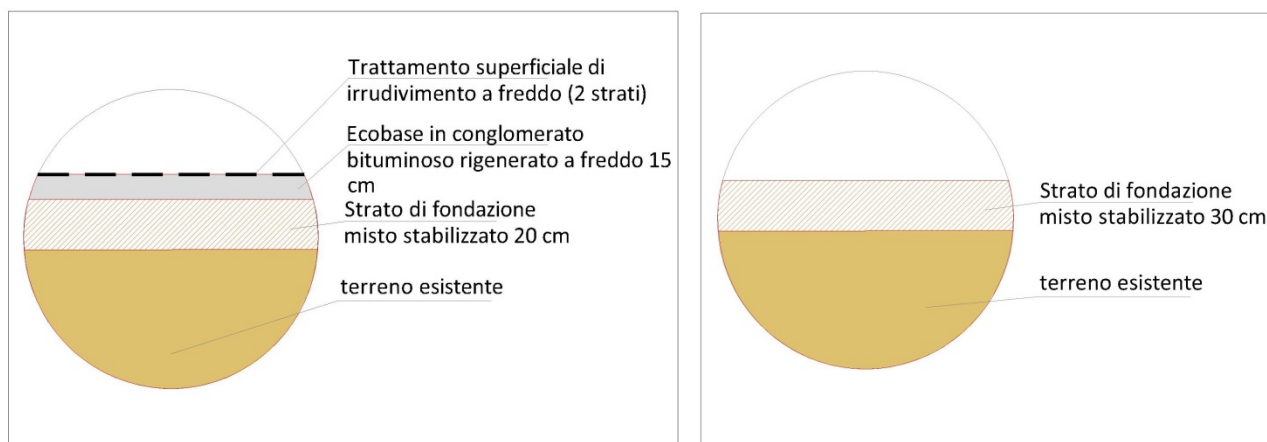 Trattamento superficiale di
irrudivimento a freddo (2 strati)
Ecobase in conglomerato
bituminoso rigenerato a freddo 15
cm
Strato di fondazione
misto stabilizzato 20 cm
terreno esistente
Strato di fondazione
misto stabilizzato 30 cm
terreno esistente